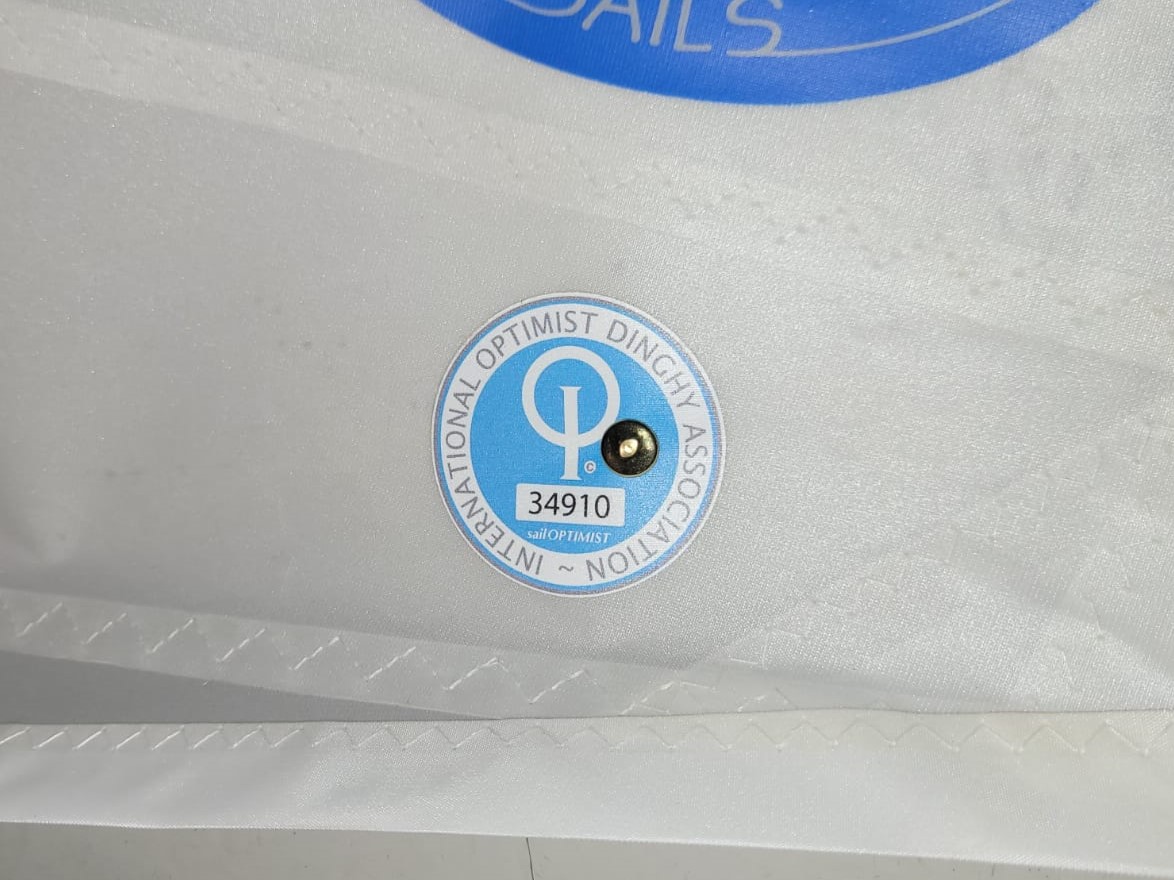 SAILS
INTERNATIONAL OPTIMIST DINGHY ASSOCIATION ~
©
34910
sailOPTIMIST